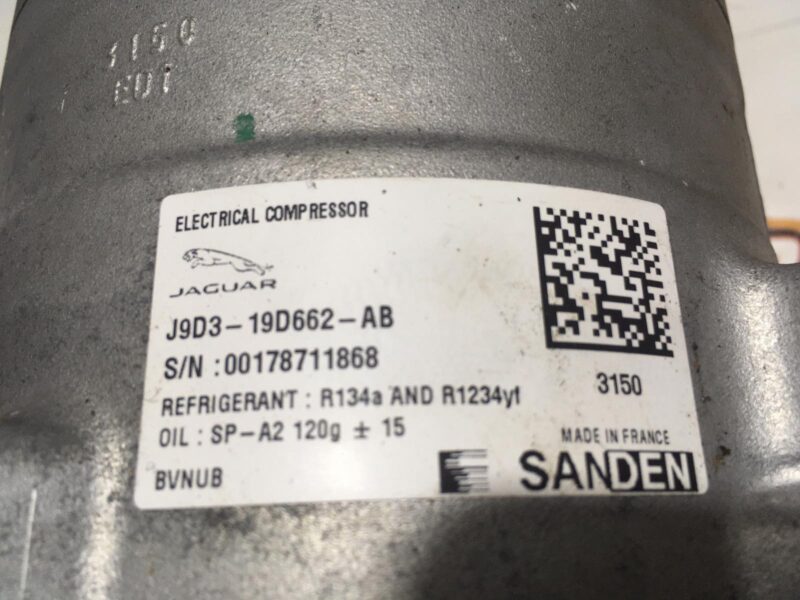 1150
E01
ELECTRICAL COMPRESSOR
JAGUAR
J9D3-19D662-AB
S/N :00178711868
REFRIGERANT : R134a AND R1234yf
OIL : SP-A2 120g ± 15
BVNUB
3150
MADE IN FRANCE
SANDEN